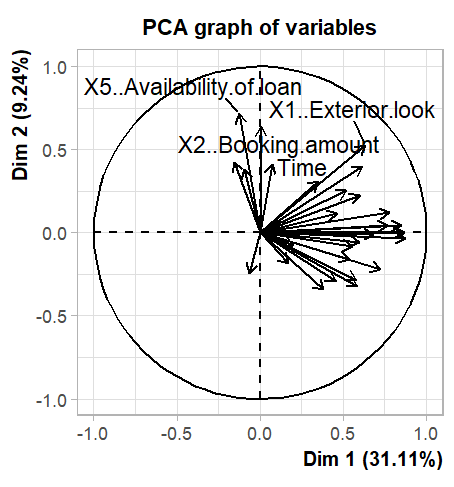 PCA graph of variables
Dim 2 (9.24%)
1.0
0.5
0.0
-0.5
-1.0
X5..Availability.of.loan
X1..Exterior.look
X2..Booking.amount
Time
-1.0 -0.5 0.0 0.5 1.0
Dim 1 (31.11%)